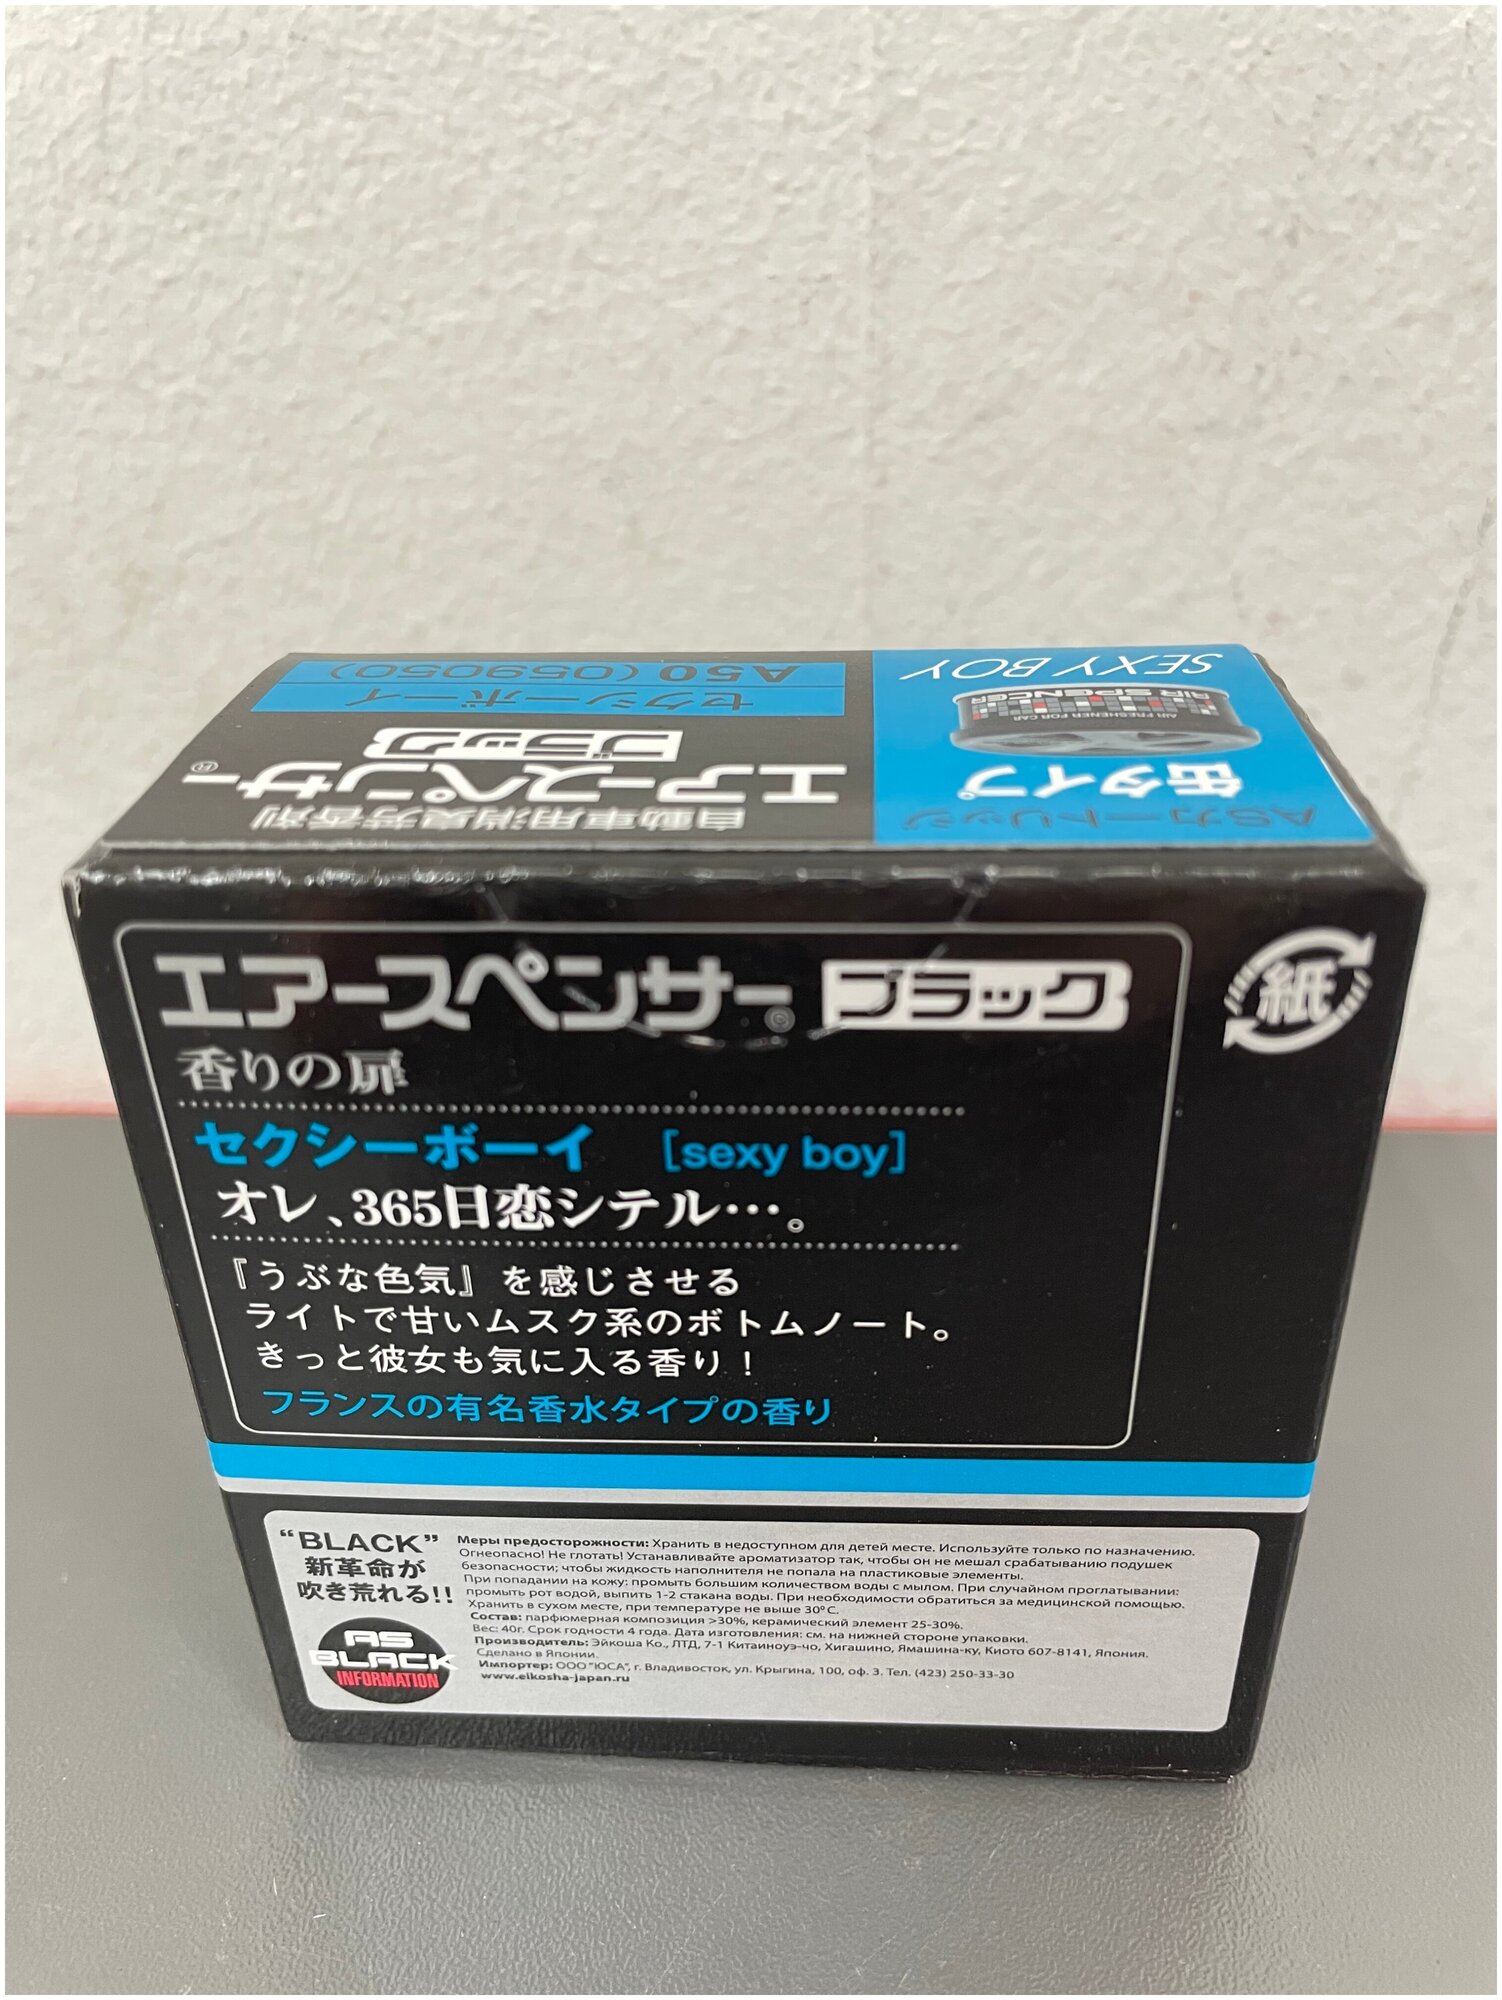 SEXY BOY
A50 (059050)
セクシーボーイ
AIR SPENCER
AIR FRESHENER FOR CAR
エアースペンサー®
ブラック
自動車用消臭芳香剤
缶タイプ
ASカートリッジ
エアースペンサー ブラック
紙
香りの扉
セクシーボーイ [sexy boy]
オレ、365日恋シテル…。
『うぶな色気』を感じさせる
ライトで甘いムスク系のボトムノート。
きっと彼女も気に入る香り!
フランスの有名香水タイプの香り
“BLACK”
新革命が
吹き荒れる!!
AS
BLACK
INFORMATION
Меры предосторожности: Хранить в недоступном для детей месте. Используйте только по назначению.
Огнеопасно! Не глотать! Устанавливайте ароматизатор так, чтобы он не мешал срабатыванию подушек
безопасности; чтобы жидкость наполнителя не попала на пластиковые элементы.
При попадании на кожу: промыть большим количеством воды с мылом. При случайном проглатывании:
промыть рот водой, выпить 1-2 стакана воды. При необходимости обратиться за медицинской помощью.
Хранить в сухом месте, при температуре не выше 30⁰ С.
Состав: парфюмерная композиция >30%, керамический элемент 25-30%.
Вес: 40г. Срок годности 4 года. Дата изготовления: см. на нижней стороне упаковки.
Производитель: Эйкоша Ко., ЛТД, 7-1 Китаиноуэ-чо, Хигашино, Ямашина-ку, Киото 607-8141, Япония.
Сделано в Японии.
Импортер: ООО "ЮСА", г. Владивосток, ул. Крыгина, 100, оф. 3. Тел. (423) 250-33-30
www.eikosha-japan.ru